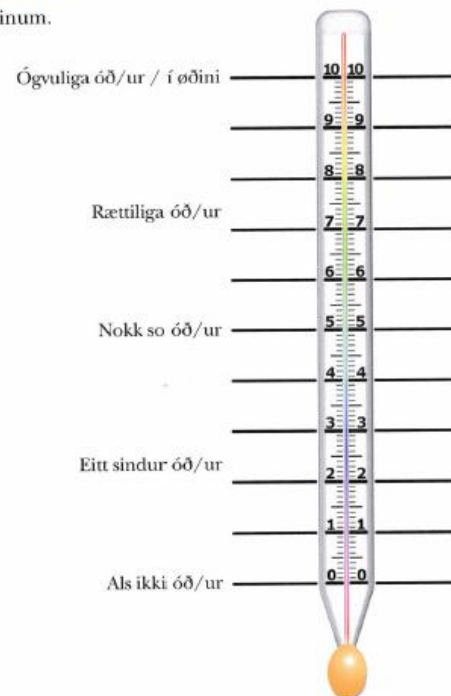 inum.
Ógvuliga óð/ur / í øðini
10 10
9 9
8 8
Rættiliga óð/ur
7 7
6 6
Nokk so óð/ur
5 5
4 4
3 3
Eitt sindur óð/ur
2 2
1 1
Als ikki óð/ur
0 0